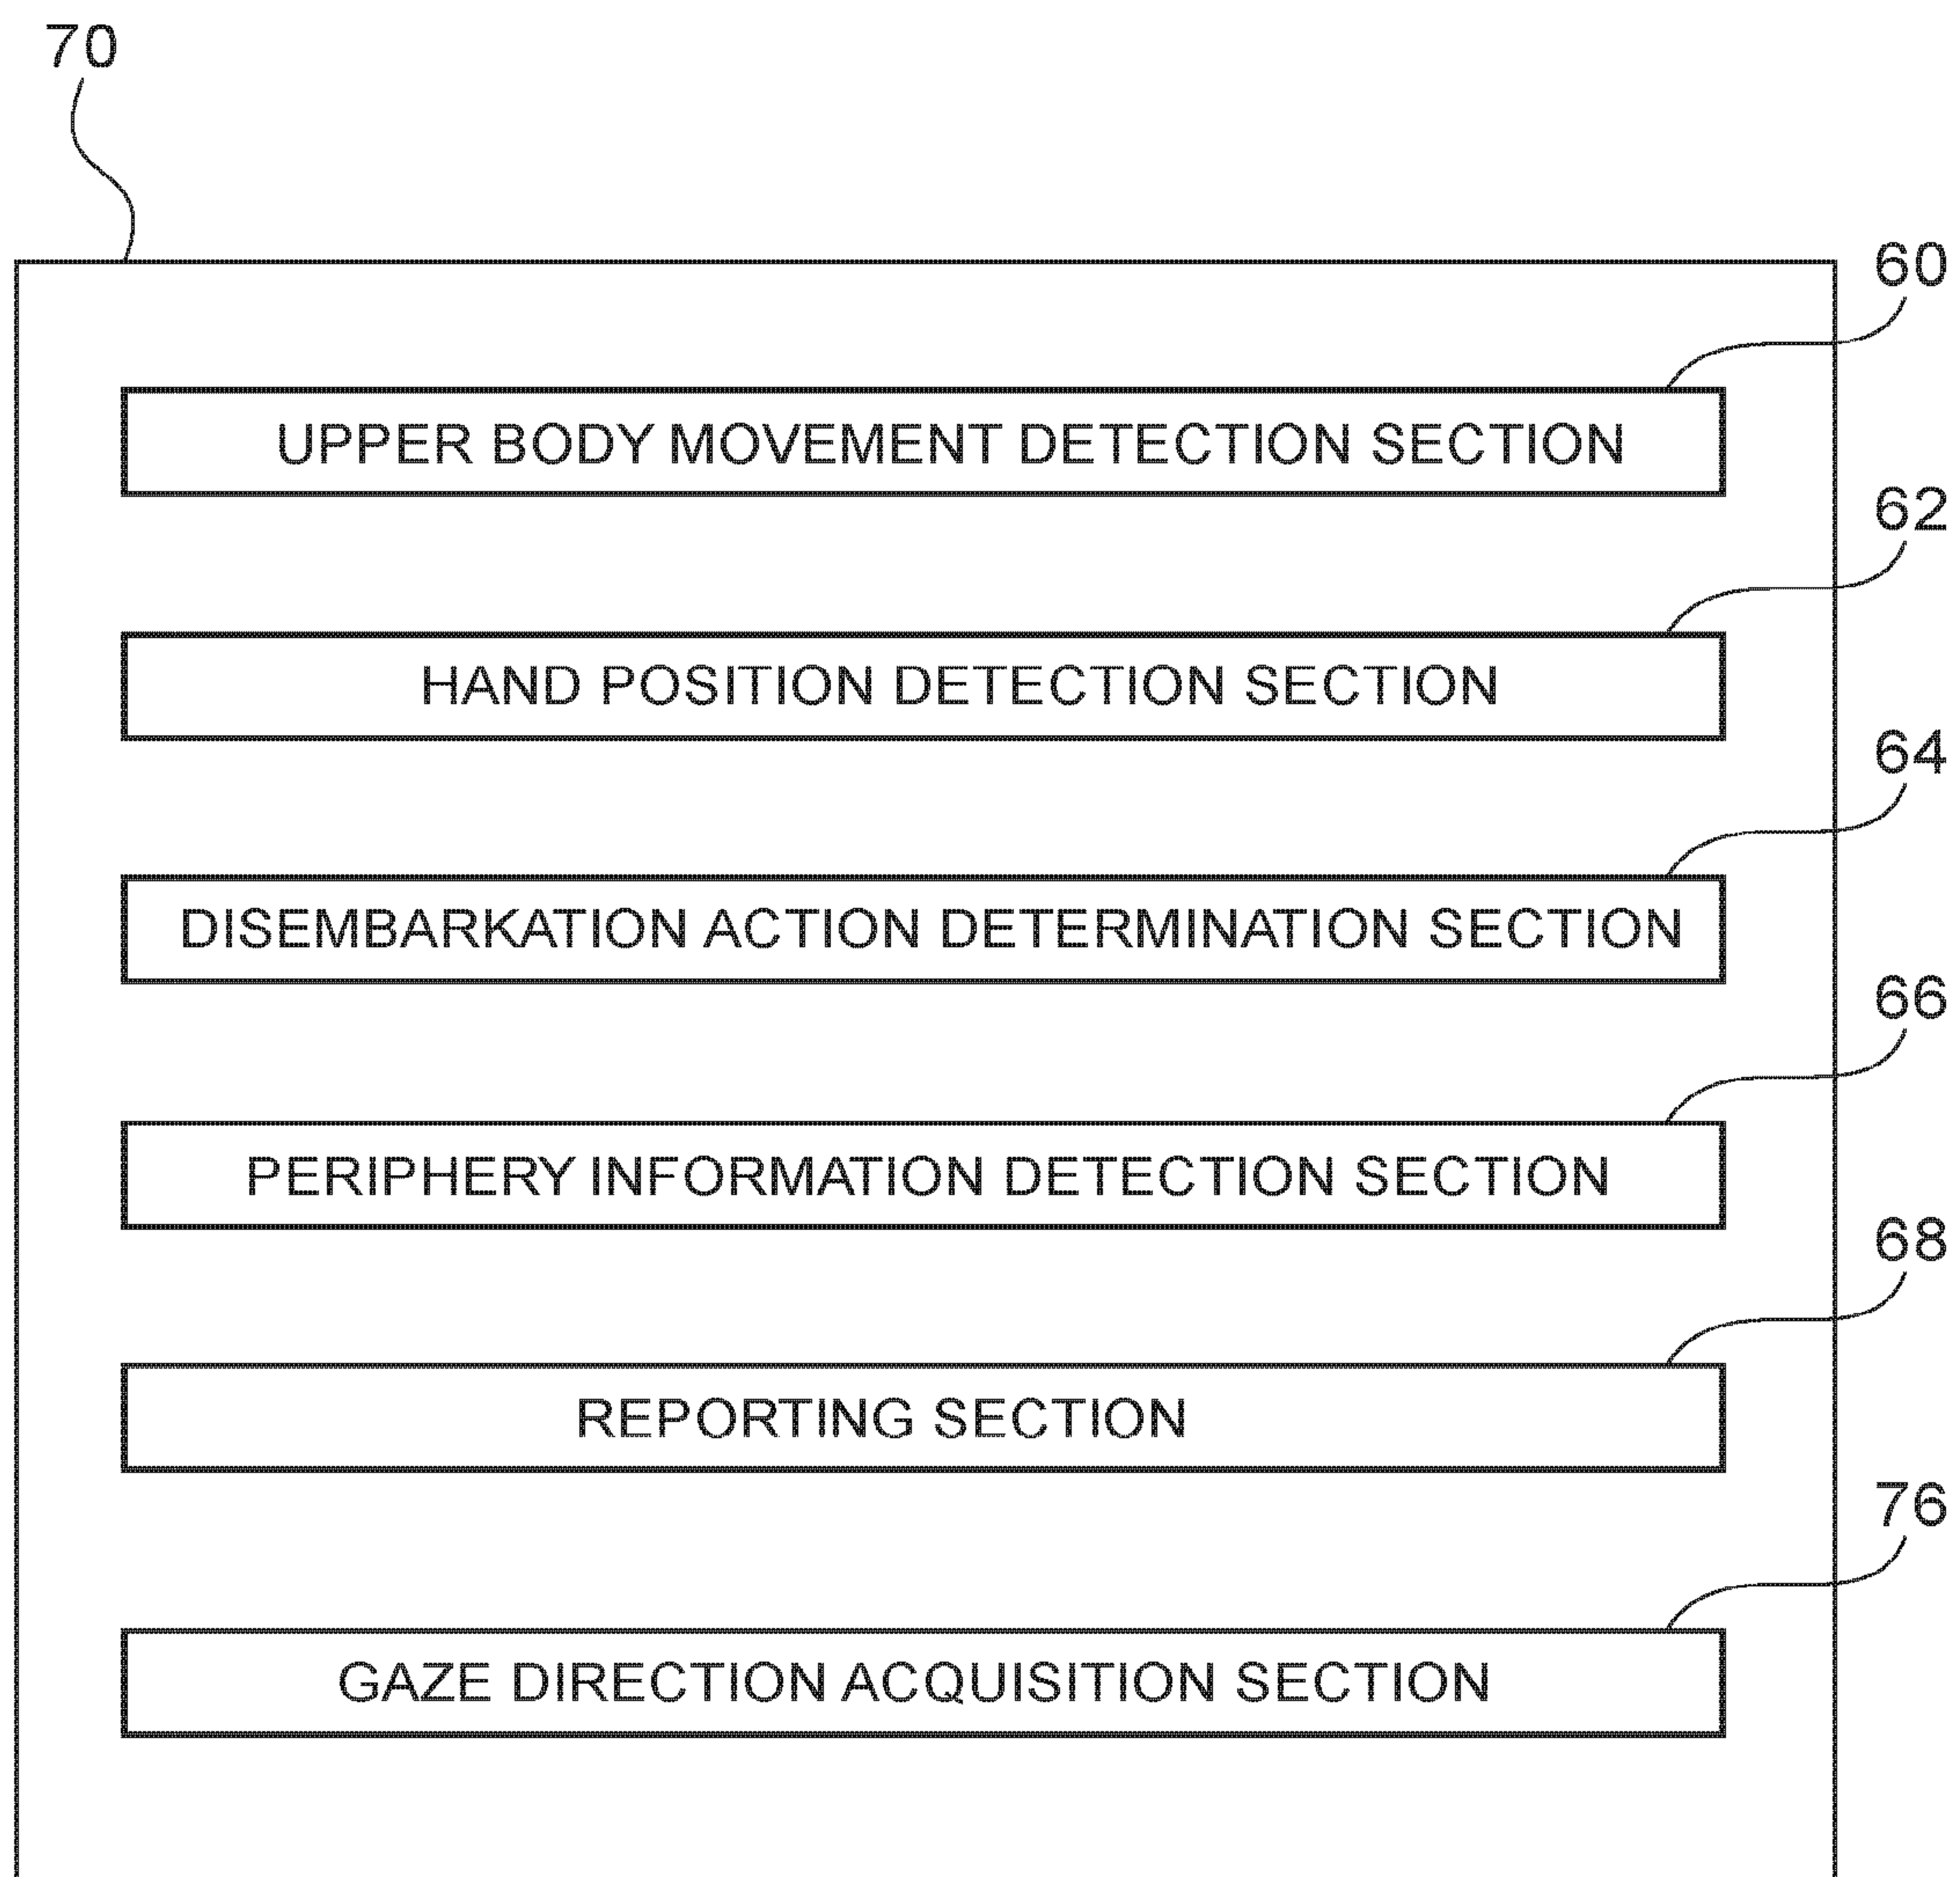 70
60
UPPER BODY MOVEMENT DETECTION SECTION
62
HAND POSITION DETECTION SECTION
64
DISEMBARKATION ACTION DETERMINATION SECTION
66
PERIPHERY INFORMATION DETECTION SECTION
68
REPORTING SECTION
76
GAZE DIRECTION ACQUISITION SECTION